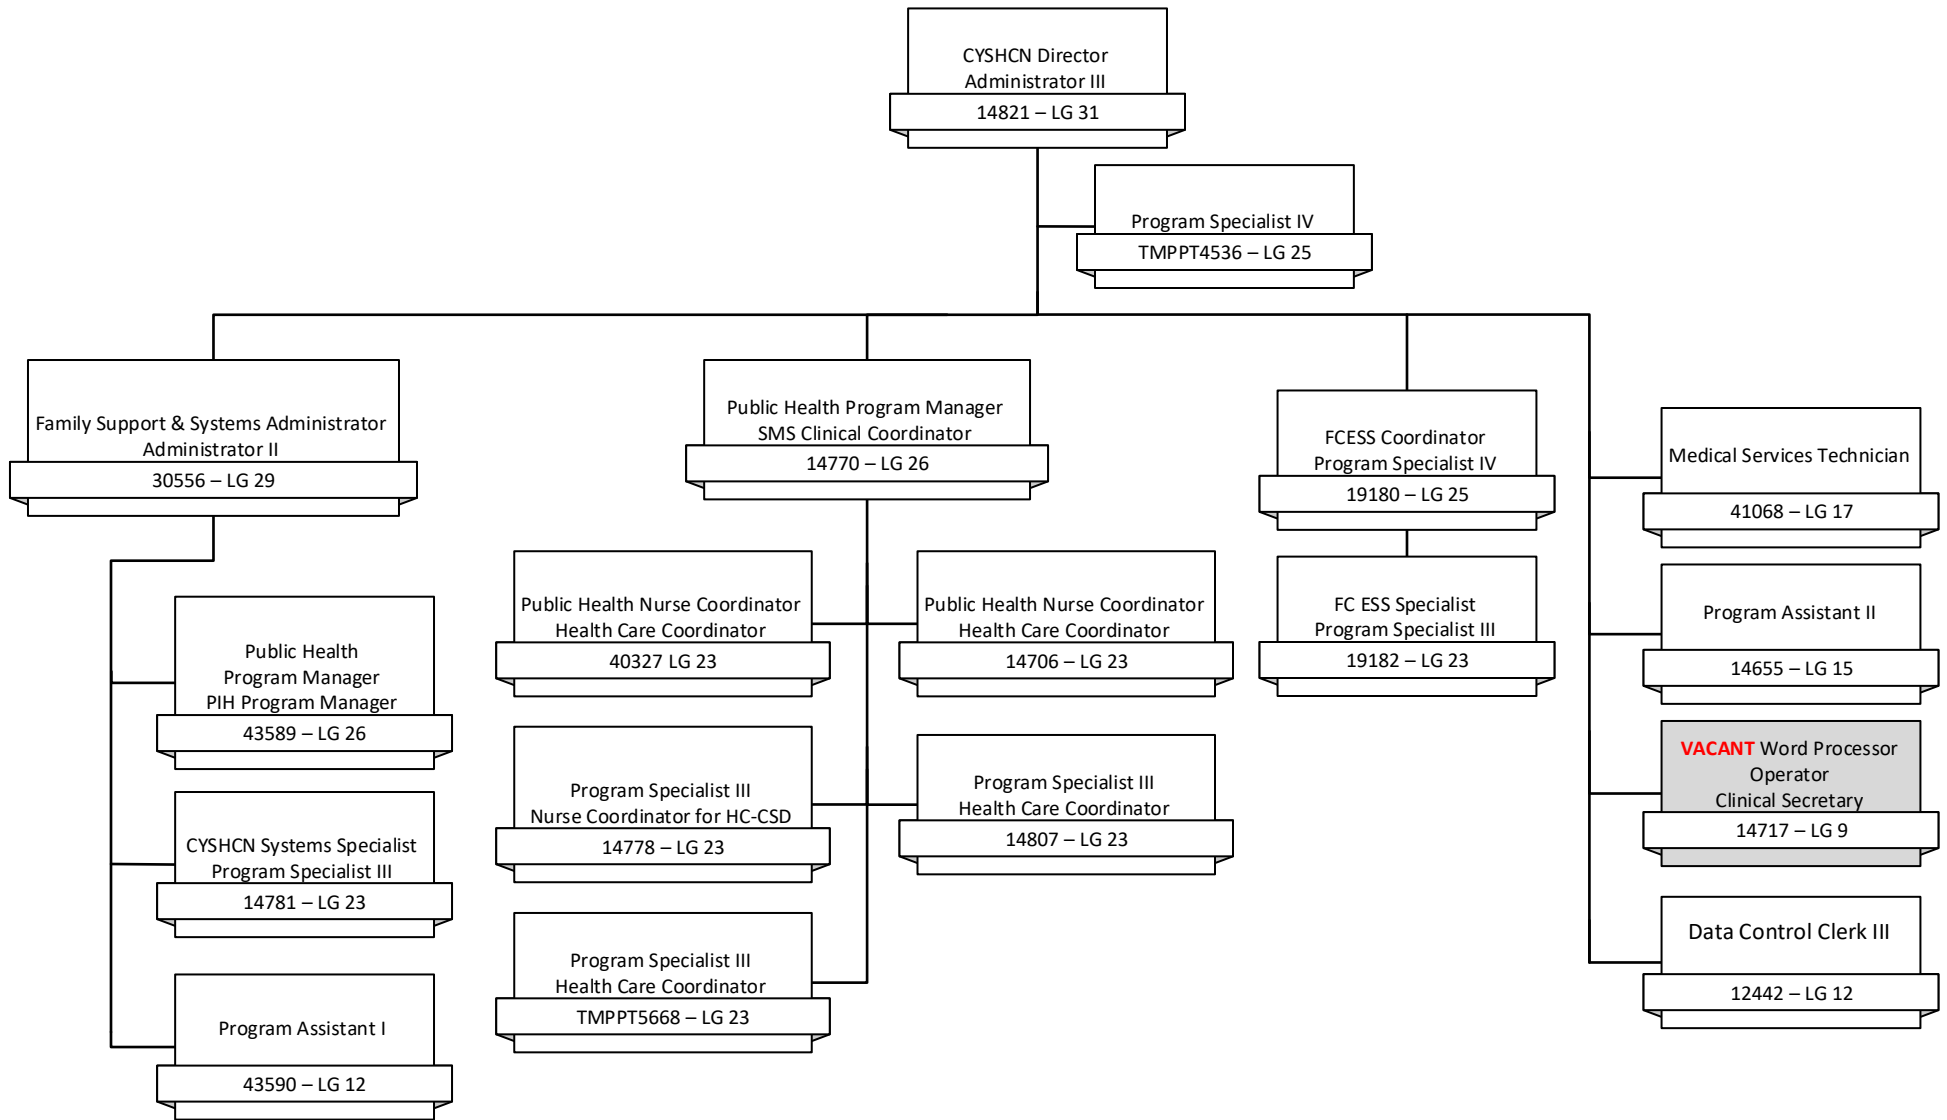 CYSHCN Director
Administrator III
14821 – LG 31
Program Specialist IV
TMPPT4536 – LG 25
Family Support & Systems Administrator
Administrator II
30556 – LG 29
Public Health
Program Manager
PIH Program Manager
43589 – LG 26
CYSHCN Systems Specialist
Program Specialist III
14781 – LG 23
Program Assistant I
43590 – LG 12
Public Health Program Manager
SMS Clinical Coordinator
14770 – LG 26
Public Health Nurse Coordinator
Health Care Coordinator
40327 LG 23
Public Health Nurse Coordinator
Health Care Coordinator
14706 – LG 23
Program Specialist III
Nurse Coordinator for HC-CSD
14778 – LG 23
Program Specialist III
Health Care Coordinator
14807 – LG 23
Program Specialist III
Health Care Coordinator
TMPPT5668 – LG 23
FCESS Coordinator
Program Specialist IV
19180 – LG 25
FC ESS Specialist
Program Specialist III
19182 – LG 23
Medical Services Technician
41068 – LG 17
Program Assistant II
14655 – LG 15
VACANT Word Processor
Operator
Clinical Secretary
14717 – LG 9
Data Control Clerk III
12442 – LG 12